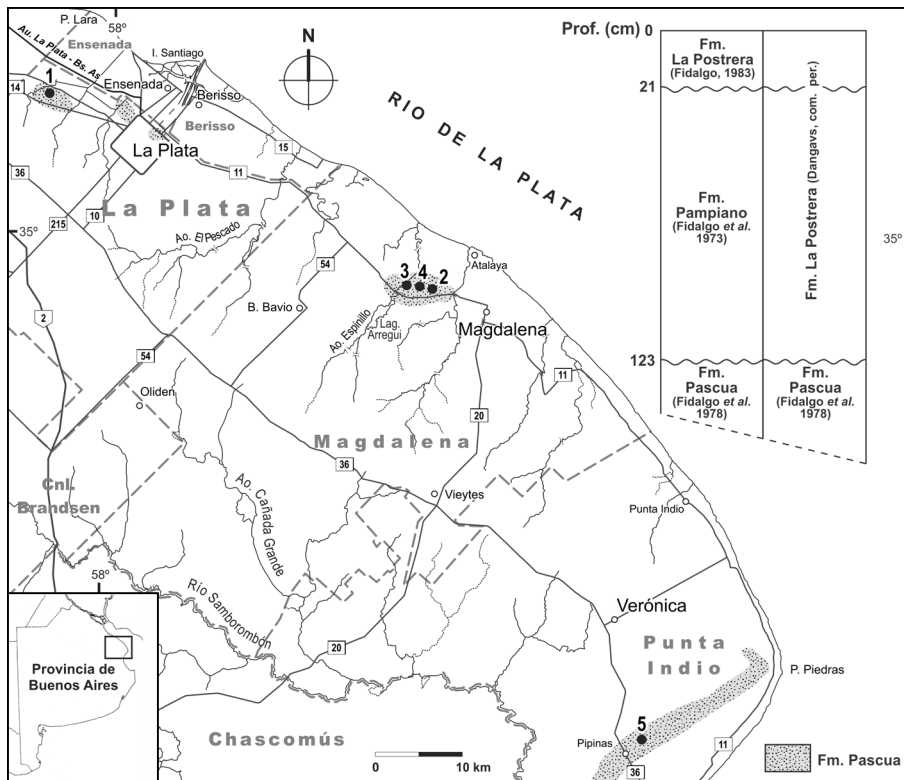 58º
P. Lara
Ensenada
I. Santiago
Au. La Plata - Bs. As
1
14
Ensenada
Berisso
Berisso
La Plata
15
11
36
10
215
La Plata
35º
Ao. El Pescado
54
2
B. Bavio
54
Oliden
N
RIO DE LA PLATA
Atalaya
3 4 2
Ao. Espinillo
Lag.
Arregui
Magdalena
11
20
Magdalena
36
Cnl.
Brandsen
Ao. Cañada Grande
Vieytes
Punta Indio
Río Samborombón
20
Verónica
Punta
Indio
P. Piedras
5
Pipinas
36
11
Chascomús
0 10 km
58º
Provincia de
Buenos Aires
Prof. (cm)
0
21
123
Fm.
La Postrera
(Fidalgo, 1983)
Fm.
Pampiano
(Fidalgo et al.
1973)
Fm. La Postrera (Dangavs, com. per.)
Fm.
Pascua
(Fidalgo et al.
1978)
Fm.
Pascua
(Fidalgo et al.
1978)
35º
Fm. Pascua